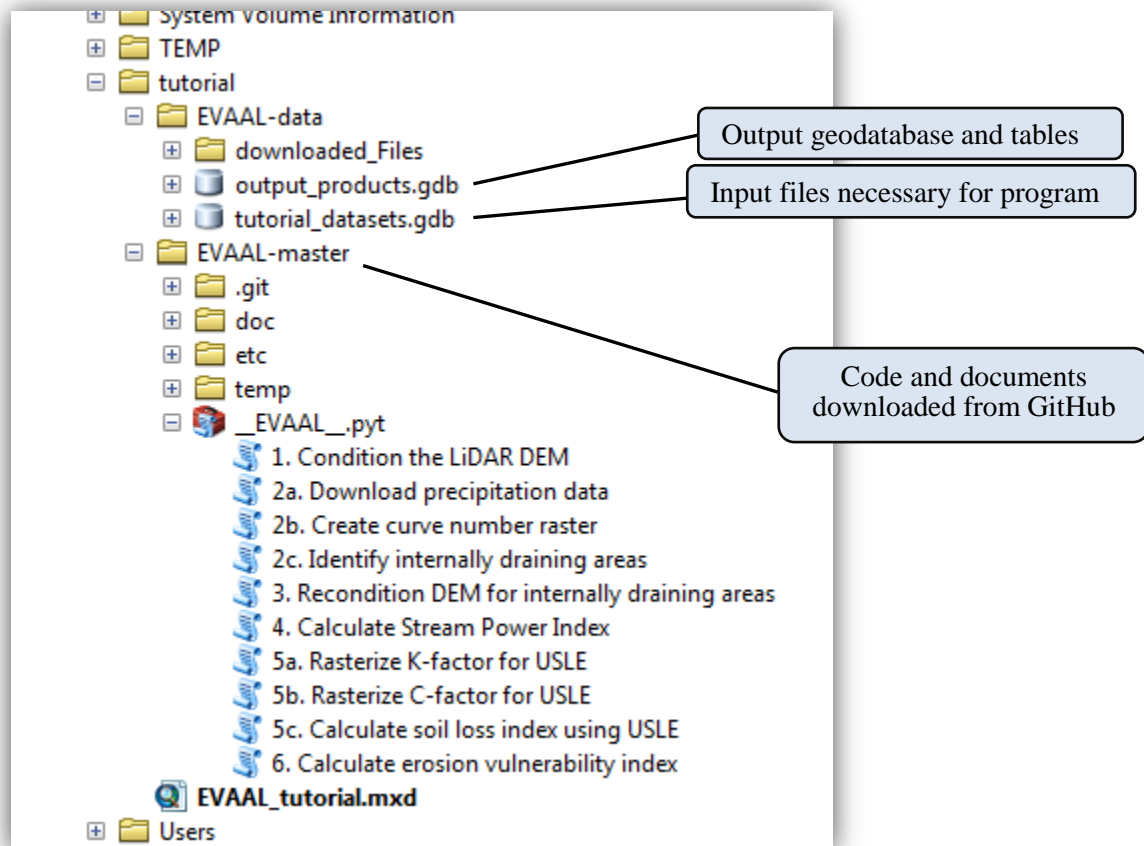 System Volume Information
TEMP
tutorial
EVAAL-data
downloaded_Files
output_products.gdb
tutorial_datasets.gdb
EVAAL-master
.git
doc
etc
temp
__EVAAL__.pyt
1. Condition the LiDAR DEM
2a. Download precipitation data
2b. Create curve number raster
2c. Identify internally draining areas
3. Recondition DEM for internally draining areas
4. Calculate Stream Power Index
5a. Rasterize K-factor for USLE
5b. Rasterize C-factor for USLE
5c. Calculate soil loss index using USLE
6. Calculate erosion vulnerability index
EVAAL_tutorial.mxd
Users
Output geodatabase and tables
Input files necessary for program
Code and documents
downloaded from GitHub